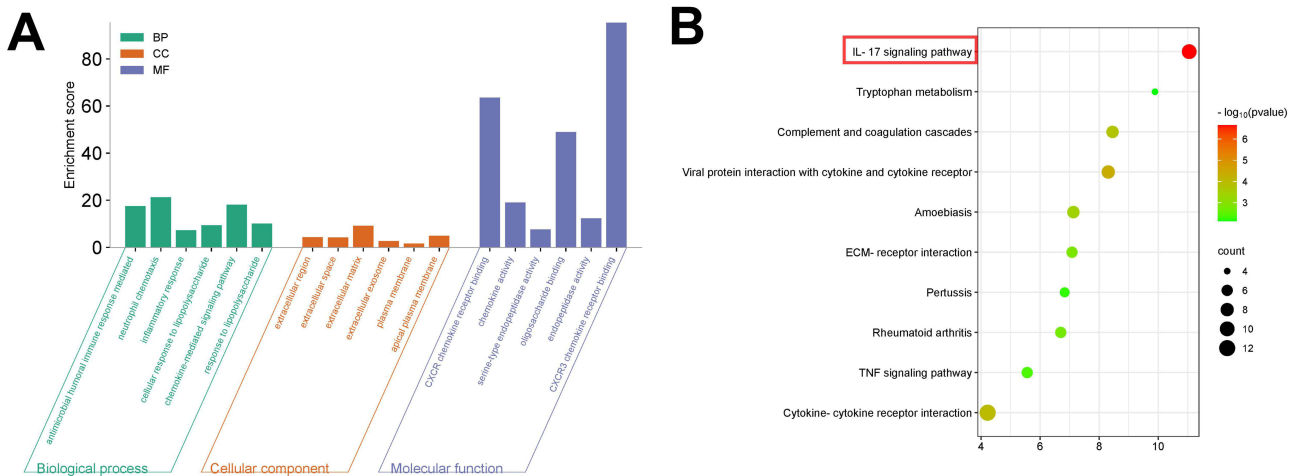 A
BP
CC
MF
Enrichment score
80
60
40
20
0
antimicrobial humoral immune response mediated
neutrophil chemotaxis
inflammatory response
cellular response to lipopolysaccharide
chemokine-mediated signaling pathway
response to lipopolysaccharide
extracellular region
extracellular space
extracellular matrix
extracellular exosome
plasma membrane
apical plasma membrane
CXCR chemokine receptor binding
chemokine activity
serine-type endopeptidase activity
oligosaccharide binding
endopeptidase activity
CXCR3 chemokine receptor binding
Biological process
Cellular component
Molecular function
B
IL- 17 signaling pathway
Tryptophan metabolism
Complement and coagulation cascades
Viral protein interaction with cytokine and cytokine receptor
Amoebiasis
ECM- receptor interaction
Pertussis
Rheumatoid arthritis
TNF signaling pathway
Cytokine- cytokine receptor interaction
4 6 8 10
- log10(pvalue)
6
5
4
3
count
4
6
8
10
12